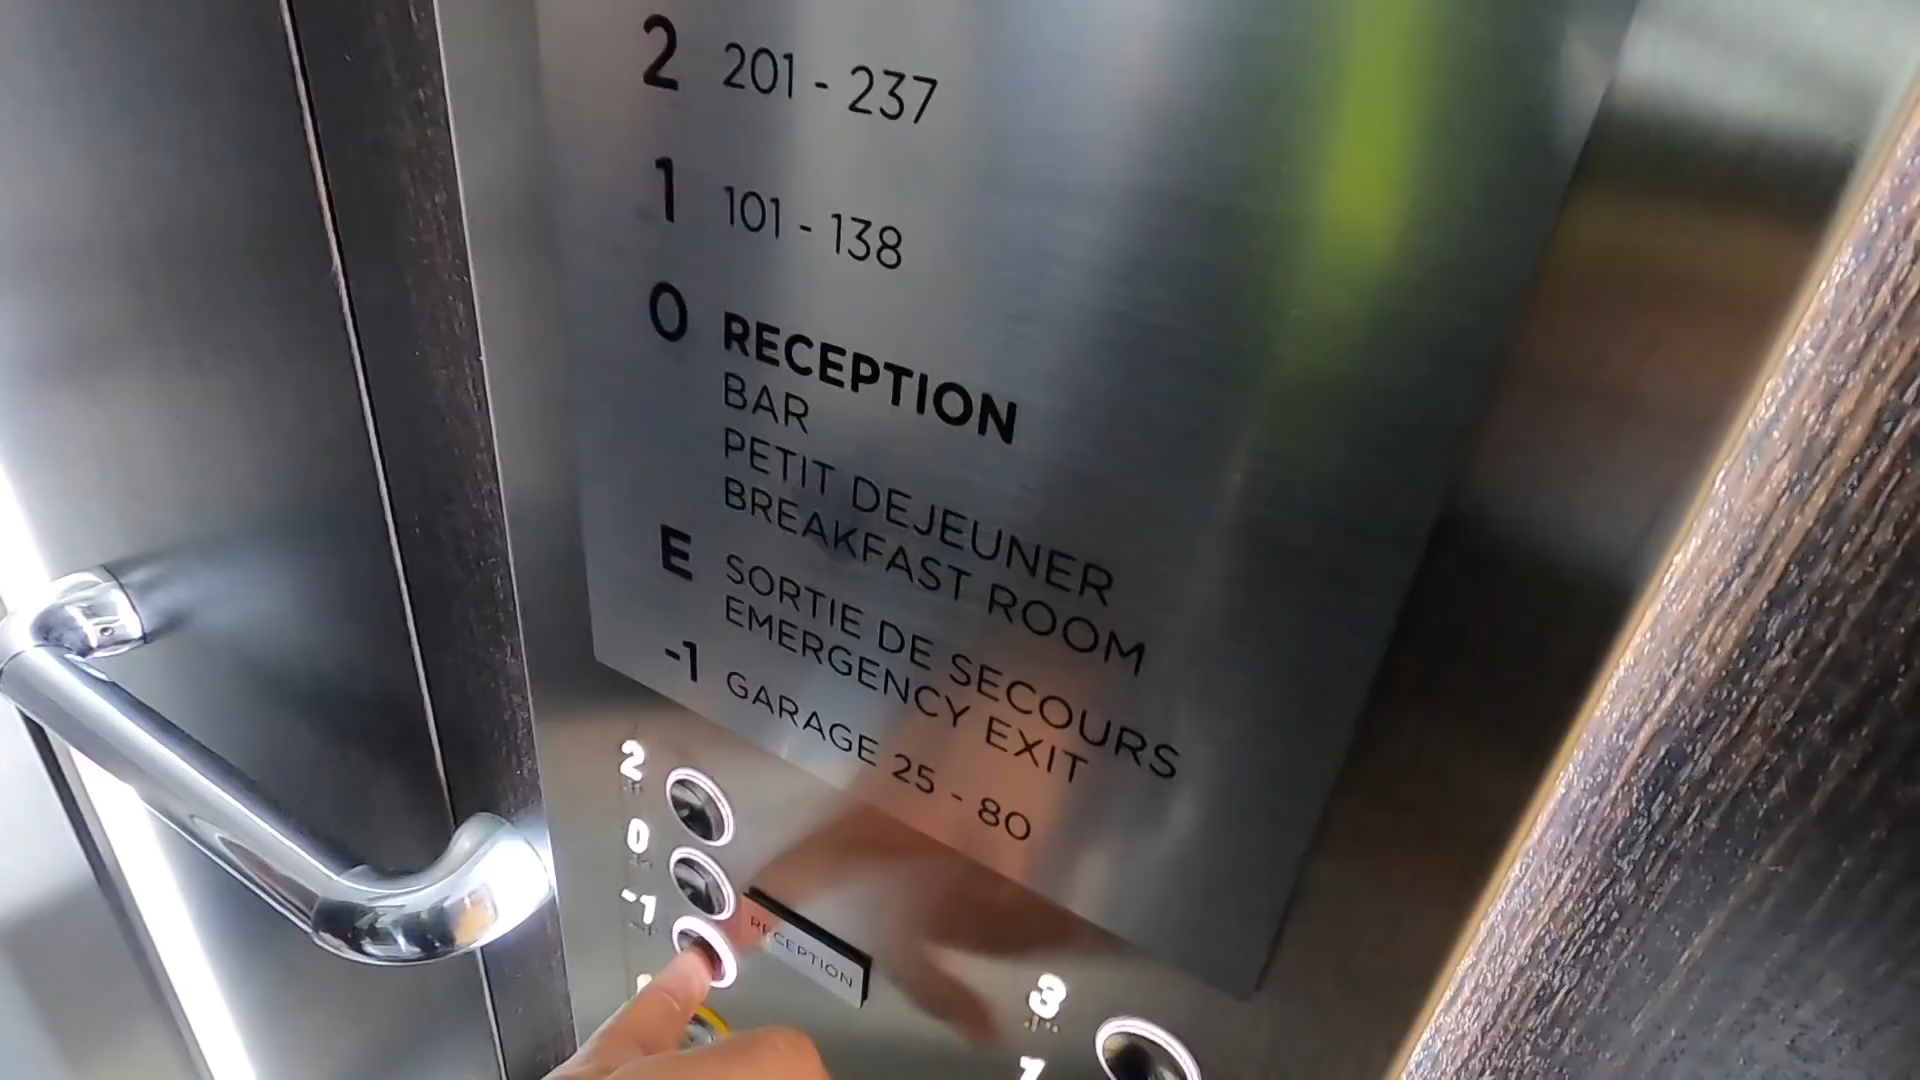 2 201 - 237
1 101 - 138
0 RECEPTION
BAR
PETIT DEJEUNER
BREAKFAST ROOM
E SORTIE DE SECOURS
EMERGENCY EXIT
-1 GARAGE 25 - 80
2
0
-1
RECEPTION
3